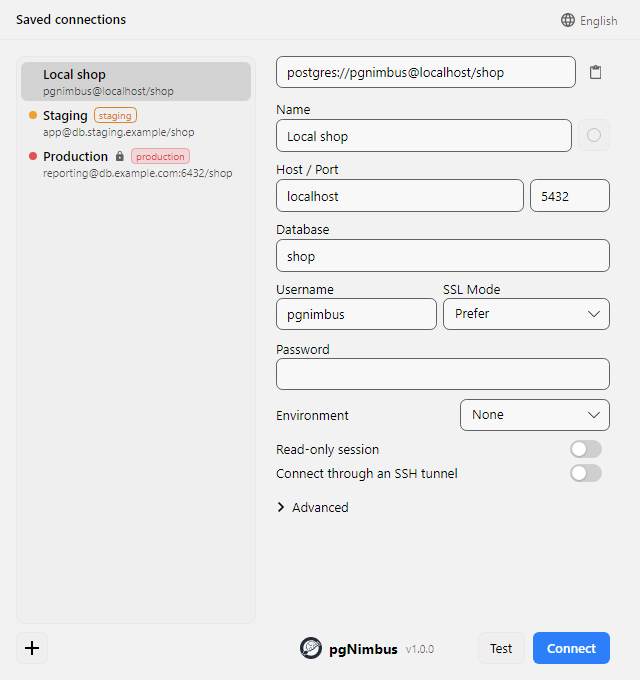 Saved connections
English
Local shop
pgnimbus@localhost/shop
Staging staging
app@db.staging.example/shop
Production production
reporting@db.example.com:6432/shop
postgres://pgnimbus@localhost/shop
Name
Local shop
Host / Port
localhost 5432
Database
shop
Username SSL Mode
pgnimbus Prefer
Password
Environment None
Read-only session
Connect through an SSH tunnel
Advanced
pgNimbus v1.0.0
Test Connect